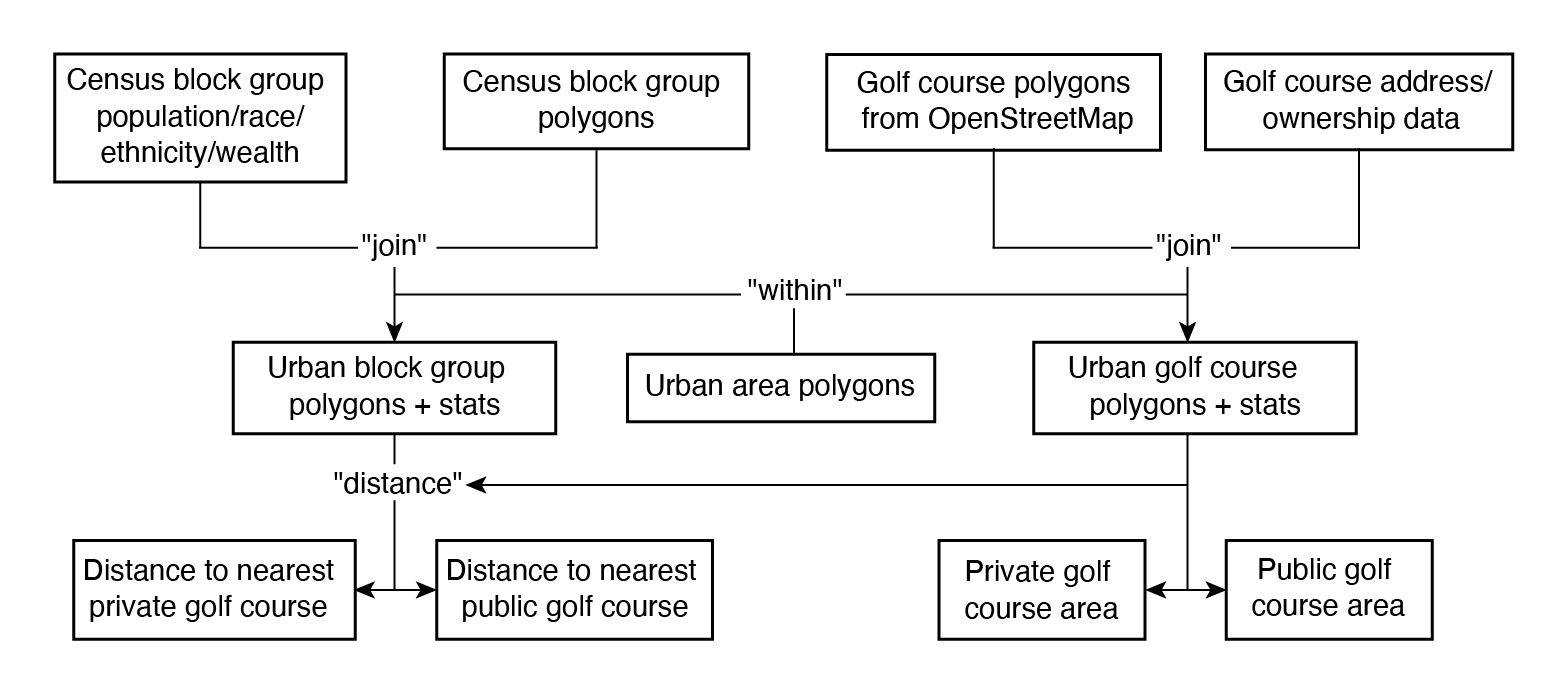 Census block group
population/race/
ethnicity/wealth
Census block group
polygons
Golf course polygons
from OpenStreetMap
Golf course address/
ownership data
"join"
"join"
"within"
Urban block group
polygons + stats
Urban area polygons
Urban golf course
polygons + stats
"distance"
Distance to nearest
private golf course
Distance to nearest
public golf course
Private golf
course area
Public golf
course area